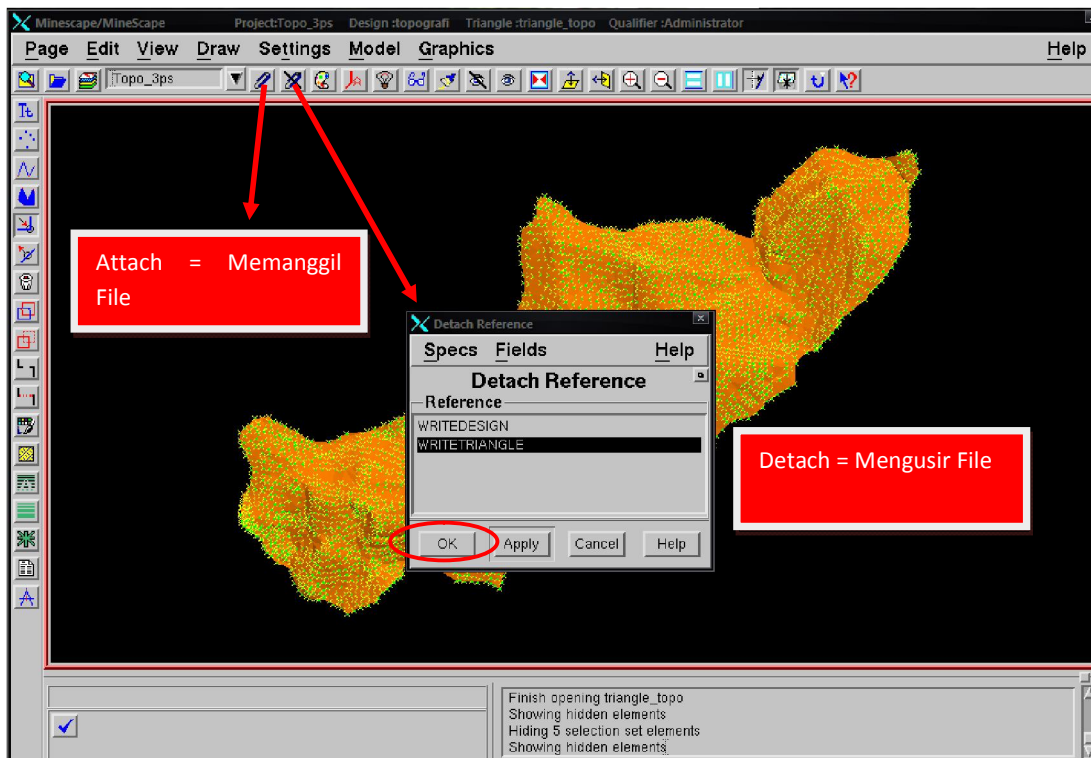 Minescape/MineScape Project:Topo_3ps Design :topografi Triangle :triangle_topo Qualifier :Administrator
Page Edit View Draw Settings Model Graphics Help
Topo_3ps
Tt
Attach = Memanggil
File
Detach Reference
Specs Fields Help
Detach Reference
Reference
WRITEDESIGN
WRITETRIANGLE
OK Apply Cancel Help
Detach = Mengusir File
Finish opening triangle_topo
Showing hidden elements
Hiding 5 selection set elements
Showing hidden elements